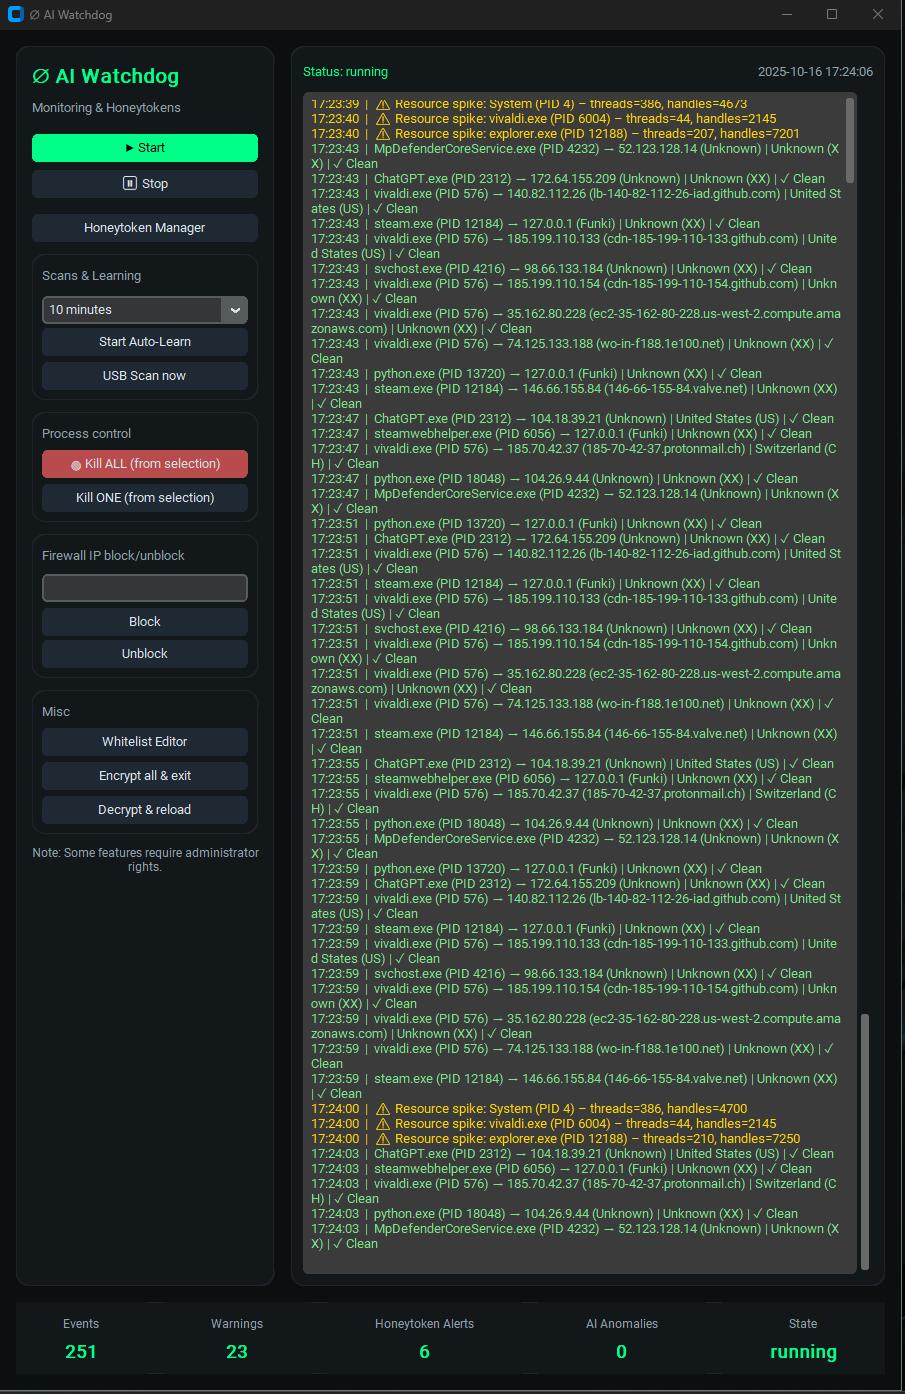 Ø AI Watchdog
Ø AI Watchdog
Monitoring & Honeytokens
Start
Stop
Honeytoken Manager
Scans & Learning
10 minutes
Start Auto-Learn
USB Scan now
Process control
Kill ALL (from selection)
Kill ONE (from selection)
Firewall IP block/unblock
Block
Unblock
Misc
Whitelist Editor
Encrypt all & exit
Decrypt & reload
Note: Some features require administrator
rights.
Status: running
2025-10-16 17:24:06
17:23:39 | ⚠ Resource spike: System (PID 4) – threads=386, handles=4673
17:23:40 | ⚠ Resource spike: vivaldi.exe (PID 6004) – threads=44, handles=2145
17:23:40 | ⚠ Resource spike: explorer.exe (PID 12188) – threads=207, handles=7201
17:23:43 | MpDefenderCoreService.exe (PID 4232) → 52.123.128.14 (Unknown) | Unknown (X
X) | ✓ Clean
17:23:43 | ChatGPT.exe (PID 2312) → 172.64.155.209 (Unknown) | Unknown (XX) | ✓ Clean
17:23:43 | vivaldi.exe (PID 576) → 140.82.112.26 (lb-140-82-112-26-iad.github.com) | United St
ates (US) | ✓ Clean
17:23:43 | steam.exe (PID 12184) → 127.0.0.1 (Funki) | Unknown (XX) | ✓ Clean
17:23:43 | vivaldi.exe (PID 576) → 185.199.110.133 (cdn-185-199-110-133.github.com) | Unite
d States (US) | ✓ Clean
17:23:43 | svchost.exe (PID 4216) → 98.66.133.184 (Unknown) | Unknown (XX) | ✓ Clean
17:23:43 | vivaldi.exe (PID 576) → 185.199.110.154 (cdn-185-199-110-154.github.com) | Unkn
own (XX) | ✓ Clean
17:23:43 | vivaldi.exe (PID 576) → 35.162.80.228 (ec2-35-162-80-228.us-west-2.compute.ama
zonaws.com) | Unknown (XX) | ✓ Clean
17:23:43 | vivaldi.exe (PID 576) → 74.125.133.188 (wo-in-f188.1e100.net) | Unknown (XX) | ✓
Clean
17:23:43 | python.exe (PID 13720) → 127.0.0.1 (Funki) | Unknown (XX) | ✓ Clean
17:23:43 | steam.exe (PID 12184) → 146.66.155.84 (146-66-155-84.valve.net) | Unknown (XX)
| ✓ Clean
17:23:47 | ChatGPT.exe (PID 2312) → 104.18.39.21 (Unknown) | United States (US) | ✓ Clean
17:23:47 | steamwebhelper.exe (PID 6056) → 127.0.0.1 (Funki) | Unknown (XX) | ✓ Clean
17:23:47 | vivaldi.exe (PID 576) → 185.70.42.37 (185-70-42-37.protonmail.ch) | Switzerland (C
H) | ✓ Clean
17:23:47 | python.exe (PID 18048) → 104.26.9.44 (Unknown) | Unknown (XX) | ✓ Clean
17:23:47 | MpDefenderCoreService.exe (PID 4232) → 52.123.128.14 (Unknown) | Unknown (X
X) | ✓ Clean
17:23:51 | python.exe (PID 13720) → 127.0.0.1 (Funki) | Unknown (XX) | ✓ Clean
17:23:51 | ChatGPT.exe (PID 2312) → 172.64.155.209 (Unknown) | Unknown (XX) | ✓ Clean
17:23:51 | vivaldi.exe (PID 576) → 140.82.112.26 (lb-140-82-112-26-iad.github.com) | United St
ates (US) | ✓ Clean
17:23:51 | steam.exe (PID 12184) → 127.0.0.1 (Funki) | Unknown (XX) | ✓ Clean
17:23:51 | vivaldi.exe (PID 576) → 185.199.110.133 (cdn-185-199-110-133.github.com) | Unite
d States (US) | ✓ Clean
17:23:51 | svchost.exe (PID 4216) → 98.66.133.184 (Unknown) | Unknown (XX) | ✓ Clean
17:23:51 | vivaldi.exe (PID 576) → 185.199.110.154 (cdn-185-199-110-154.github.com) | Unkn
own (XX) | ✓ Clean
17:23:51 | vivaldi.exe (PID 576) → 35.162.80.228 (ec2-35-162-80-228.us-west-2.compute.ama
zonaws.com) | Unknown (XX) | ✓ Clean
17:23:51 | vivaldi.exe (PID 576) → 74.125.133.188 (wo-in-f188.1e100.net) | Unknown (XX) | ✓
Clean
17:23:51 | steam.exe (PID 12184) → 146.66.155.84 (146-66-155-84.valve.net) | Unknown (XX)
| ✓ Clean
17:23:55 | ChatGPT.exe (PID 2312) → 104.18.39.21 (Unknown) | United States (US) | ✓ Clean
17:23:55 | steamwebhelper.exe (PID 6056) → 127.0.0.1 (Funki) | Unknown (XX) | ✓ Clean
17:23:55 | vivaldi.exe (PID 576) → 185.70.42.37 (185-70-42-37.protonmail.ch) | Switzerland (C
H) | ✓ Clean
17:23:55 | python.exe (PID 18048) → 104.26.9.44 (Unknown) | Unknown (XX) | ✓ Clean
17:23:55 | MpDefenderCoreService.exe (PID 4232) → 52.123.128.14 (Unknown) | Unknown (X
X) | ✓ Clean
17:23:59 | python.exe (PID 13720) → 127.0.0.1 (Funki) | Unknown (XX) | ✓ Clean
17:23:59 | ChatGPT.exe (PID 2312) → 172.64.155.209 (Unknown) | Unknown (XX) | ✓ Clean
17:23:59 | vivaldi.exe (PID 576) → 140.82.112.26 (lb-140-82-112-26-iad.github.com) | United St
ates (US) | ✓ Clean
17:23:59 | steam.exe (PID 12184) → 127.0.0.1 (Funki) | Unknown (XX) | ✓ Clean
17:23:59 | vivaldi.exe (PID 576) → 185.199.110.133 (cdn-185-199-110-133.github.com) | Unite
d States (US) | ✓ Clean
17:23:59 | svchost.exe (PID 4216) → 98.66.133.184 (Unknown) | Unknown (XX) | ✓ Clean
17:23:59 | vivaldi.exe (PID 576) → 185.199.110.154 (cdn-185-199-110-154.github.com) | Unkn
own (XX) | ✓ Clean
17:23:59 | vivaldi.exe (PID 576) → 35.162.80.228 (ec2-35-162-80-228.us-west-2.compute.ama
zonaws.com) | Unknown (XX) | ✓ Clean
17:23:59 | vivaldi.exe (PID 576) → 74.125.133.188 (wo-in-f188.1e100.net) | Unknown (XX) | ✓
Clean
17:23:59 | steam.exe (PID 12184) → 146.66.155.84 (146-66-155-84.valve.net) | Unknown (XX)
| ✓ Clean
17:24:00 | ⚠ Resource spike: System (PID 4) – threads=386, handles=4700
17:24:00 | ⚠ Resource spike: vivaldi.exe (PID 6004) – threads=44, handles=2145
17:24:00 | ⚠ Resource spike: explorer.exe (PID 12188) – threads=210, handles=7250
17:24:03 | ChatGPT.exe (PID 2312) → 104.18.39.21 (Unknown) | United States (US) | ✓ Clean
17:24:03 | steamwebhelper.exe (PID 6056) → 127.0.0.1 (Funki) | Unknown (XX) | ✓ Clean
17:24:03 | vivaldi.exe (PID 576) → 185.70.42.37 (185-70-42-37.protonmail.ch) | Switzerland (C
H) | ✓ Clean
17:24:03 | python.exe (PID 18048) → 104.26.9.44 (Unknown) | Unknown (XX) | ✓ Clean
17:24:03 | MpDefenderCoreService.exe (PID 4232) → 52.123.128.14 (Unknown) | Unknown (X
X) | ✓ Clean
Events
251
Warnings
23
Honeytoken Alerts
6
AI Anomalies
0
State
running